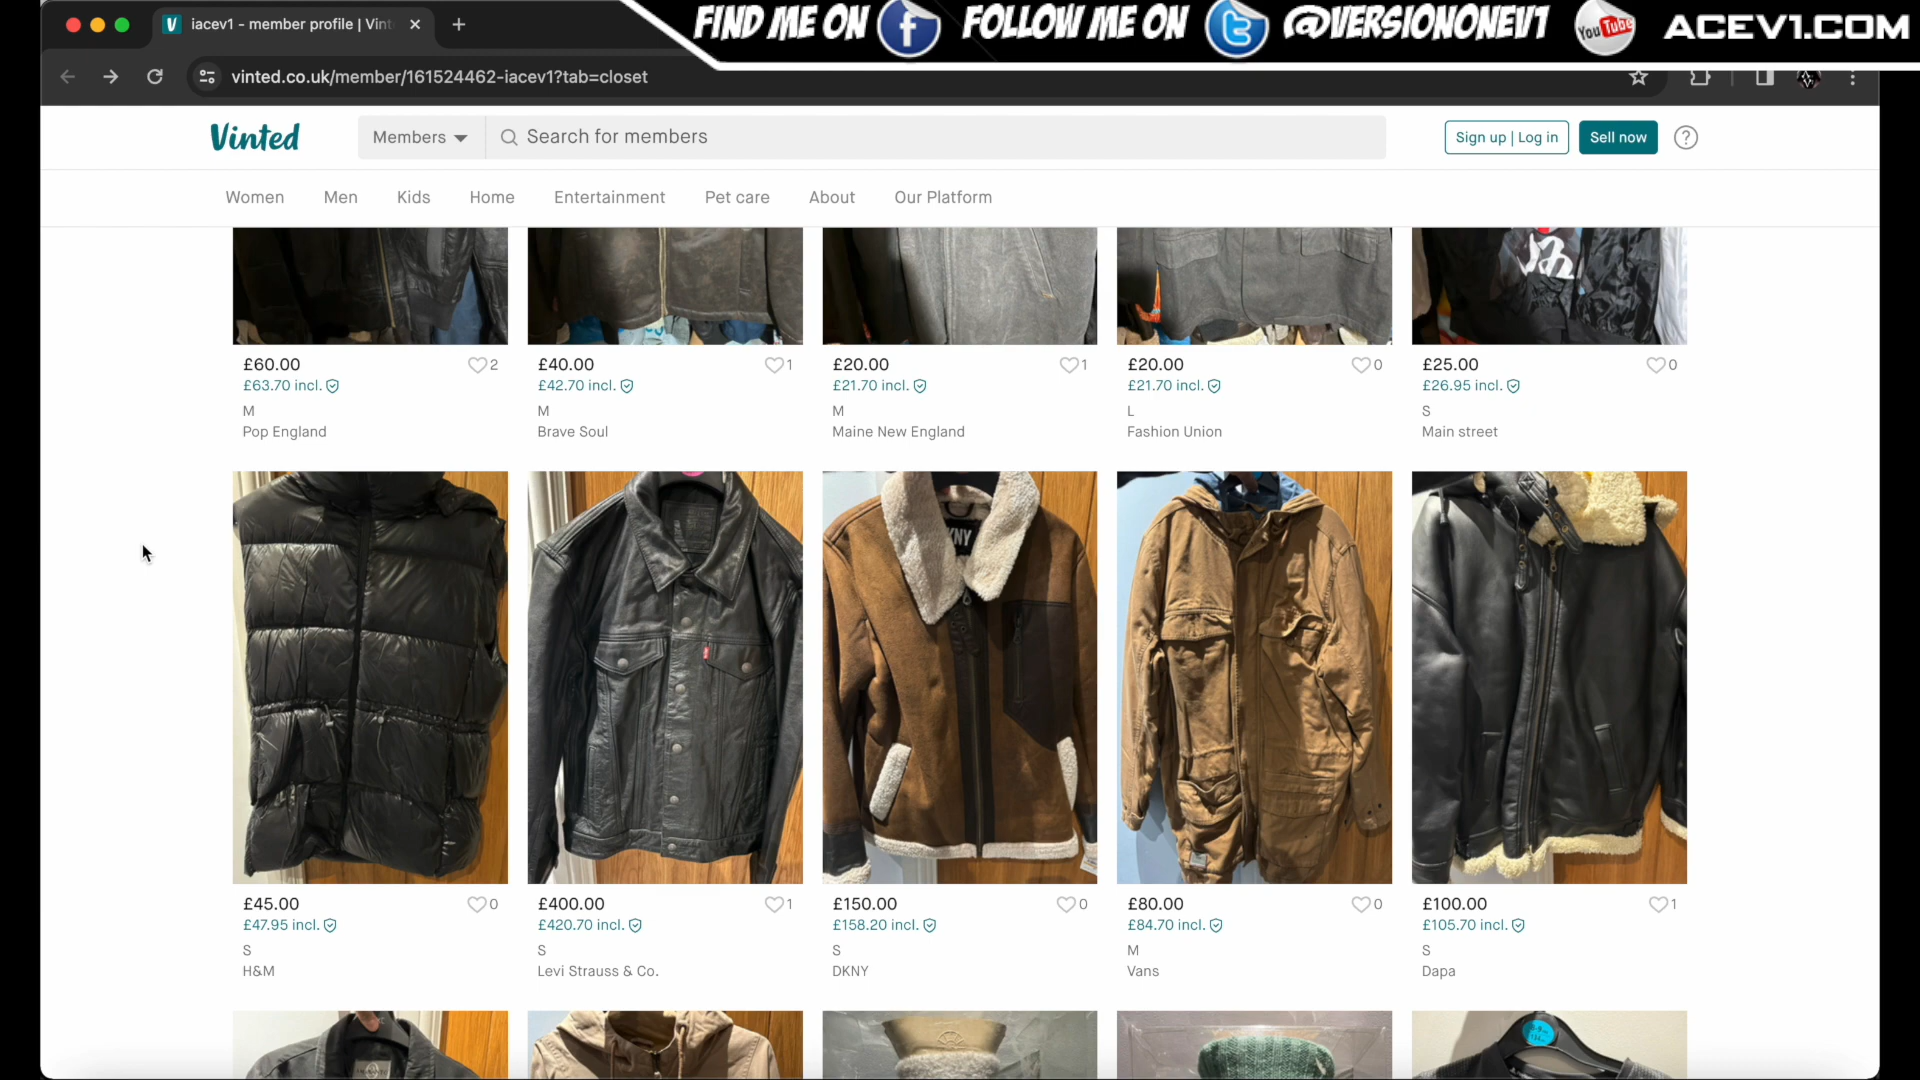 iacev1 - member profile | Vint
FIND ME ON
FOLLOW ME ON
@VERSIONONEV1
You Tube
ACEV1.COM
vinted.co.uk/member/161524462-iacev1?tab=closet
Vinted
Members
Search for members
Sign up | Log in
Sell now
?
Women
Men
Kids
Home
Entertainment
Pet care
About
Our Platform
£60.00
2
£63.70 incl.
M
Pop England
£40.00
1
£42.70 incl.
M
Brave Soul
£20.00
1
£21.70 incl.
M
Maine New England
£20.00
0
£21.70 incl.
L
Fashion Union
£25.00
0
£26.95 incl.
S
Main street
KNY
£45.00
0
£47.95 incl.
S
H&M
£400.00
1
£420.70 incl.
S
Levi Strauss & Co.
£150.00
0
£158.20 incl.
S
DKNY
£80.00
0
£84.70 incl.
M
Vans
£100.00
1
£105.70 incl.
S
Dapa